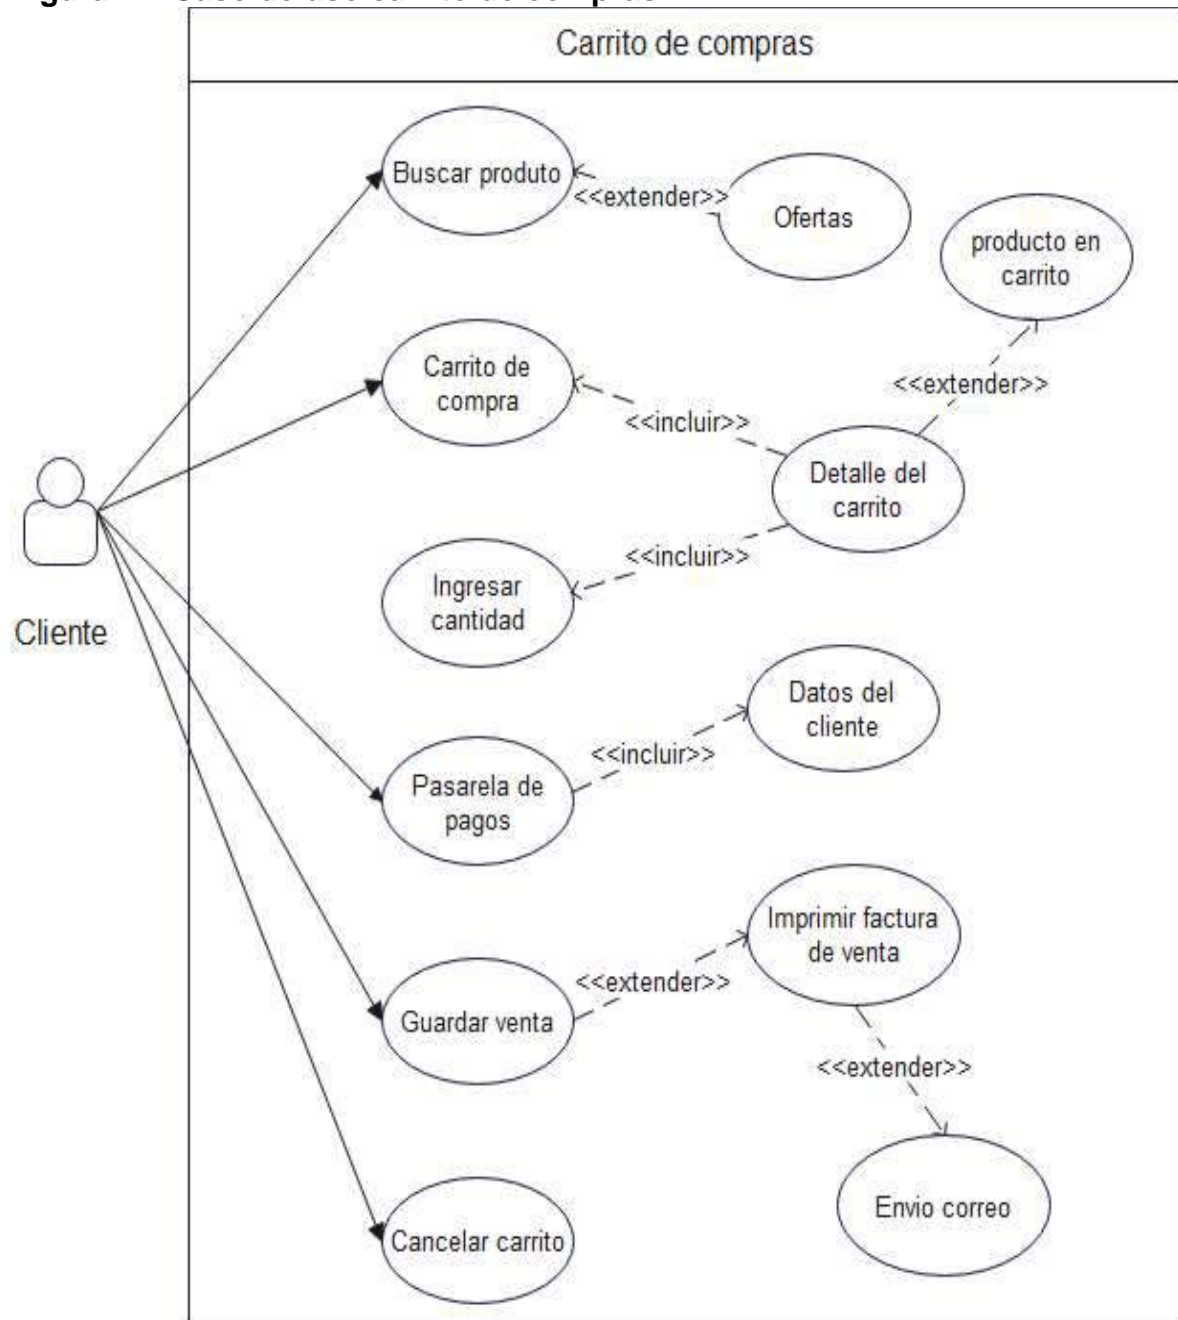 Carrito de compras
Buscar produto
<<extender>>
Ofertas
producto en
carrito
Carrito de
compra
<<extender>>
<<incluir>>
Detalle del
carrito
<<incluir>>
Ingresar
cantidad
Cliente
Datos del
cliente
<<incluir>>
Pasarela de
pagos
Imprimir factura
de venta
<<extender>>
Guardar venta
<<extender>>
Envio correo
Cancelar carrito